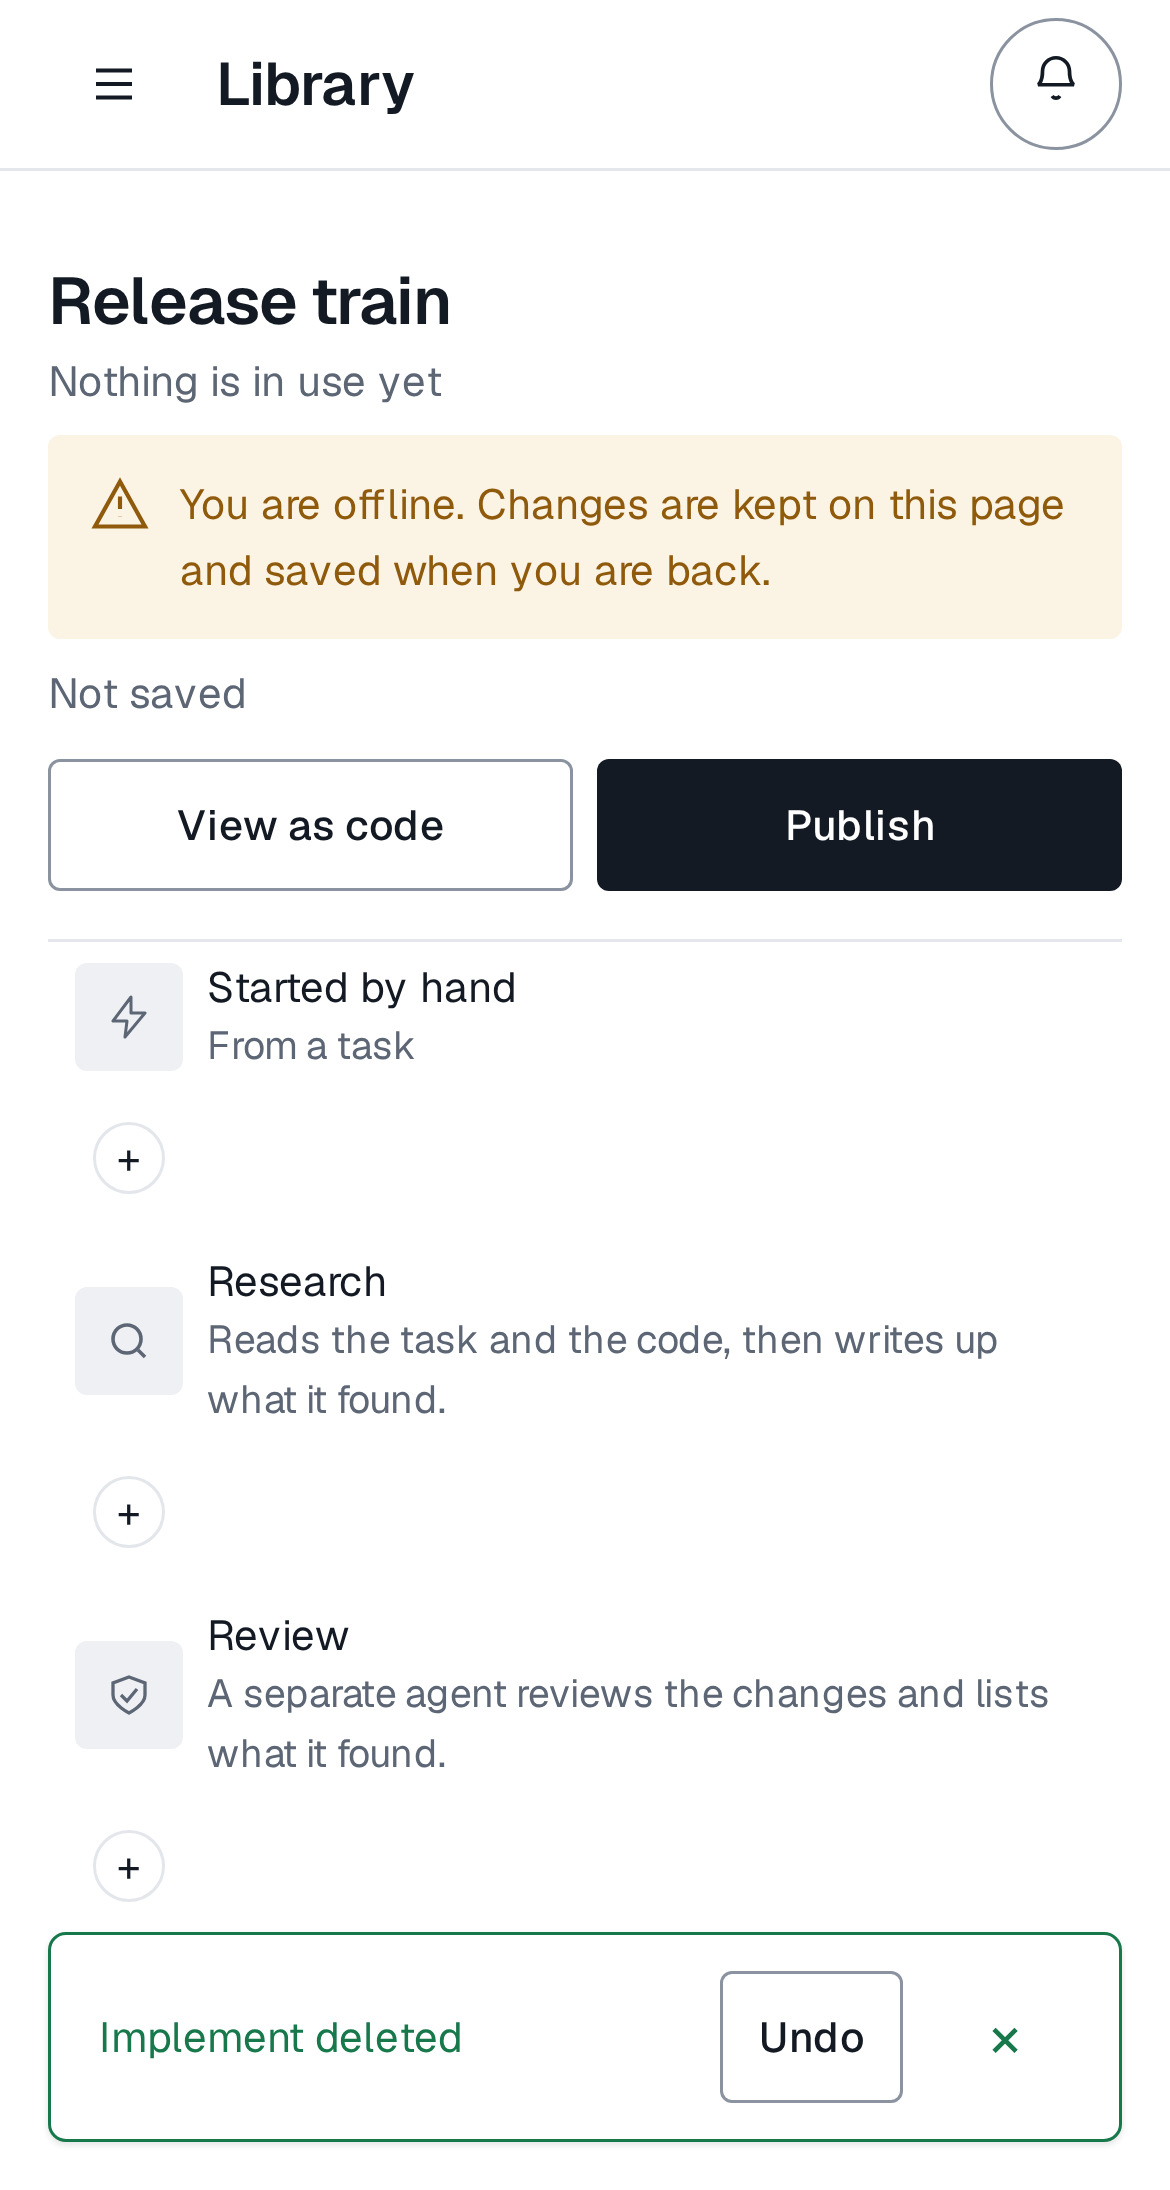 Library
Release train
Nothing is in use yet
You are offline. Changes are kept on this page
and saved when you are back.
Not saved
View as code
Publish
Started by hand
From a task
+
Research
Reads the task and the code, then writes up
what it found.
+
Review
A separate agent reviews the changes and lists
what it found.
+
Implement deleted
Undo
×